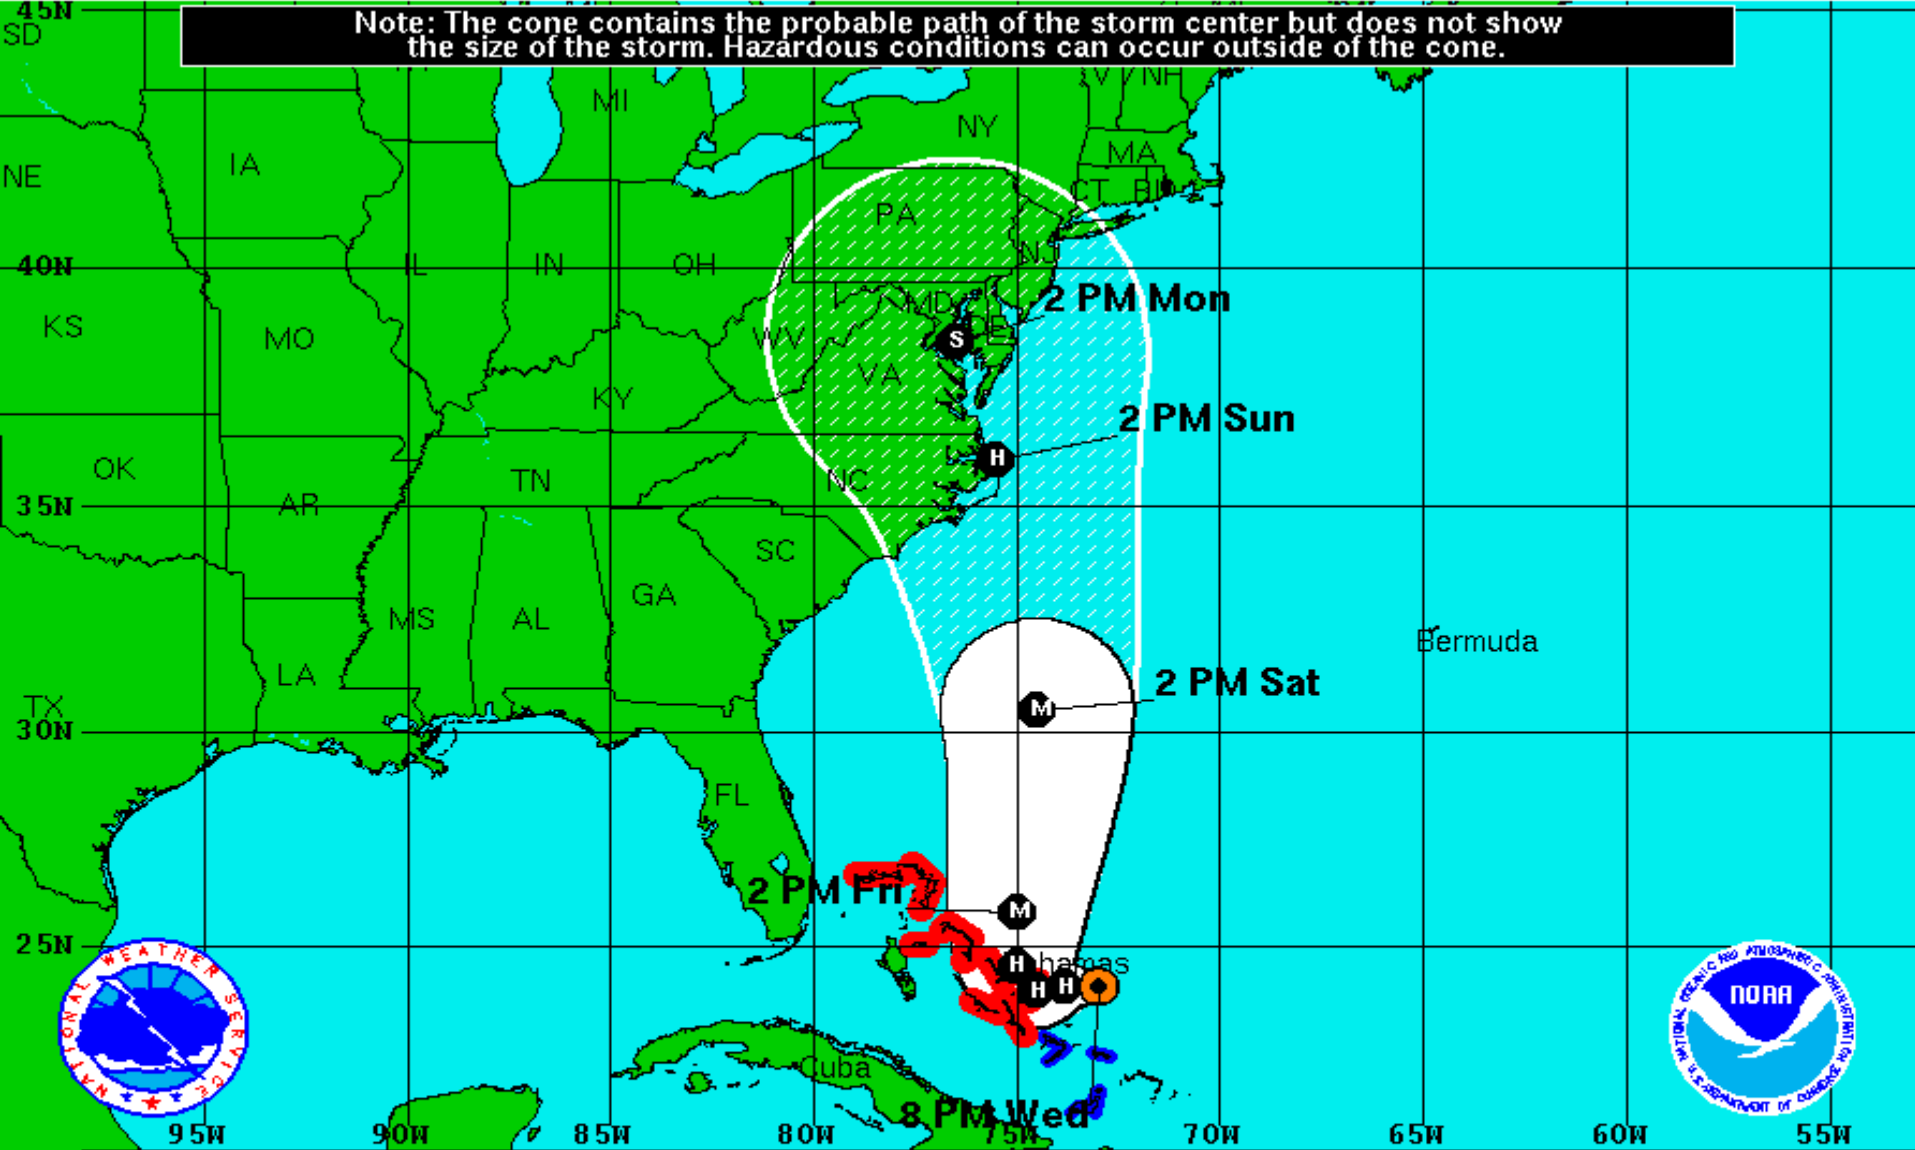 45N
Note: The cone contains the probable path of the storm center but does not show
the size of the storm. Hazardous conditions can occur outside of the cone.
SD
MI
NY
NH
IA
MA
NE
CT
PA
40N
IL
IN
OH
NJ
MD
2 PM Mon
KS
MO
WV
DE
S
KY
VA
2 PM Sun
H
OK
TN
NC
35N
AR
SC
MS
AL
GA
Bermuda
LA
TX
2 PM Sat
M
30N
FL
2 PM Fri
M
25N
H
hamas
H
H
NATIONAL WEATHER SERVICE
NOAA
Cuba
8 PM Wed
95W
90W
85W
80W
75W
70W
65W
60W
55W